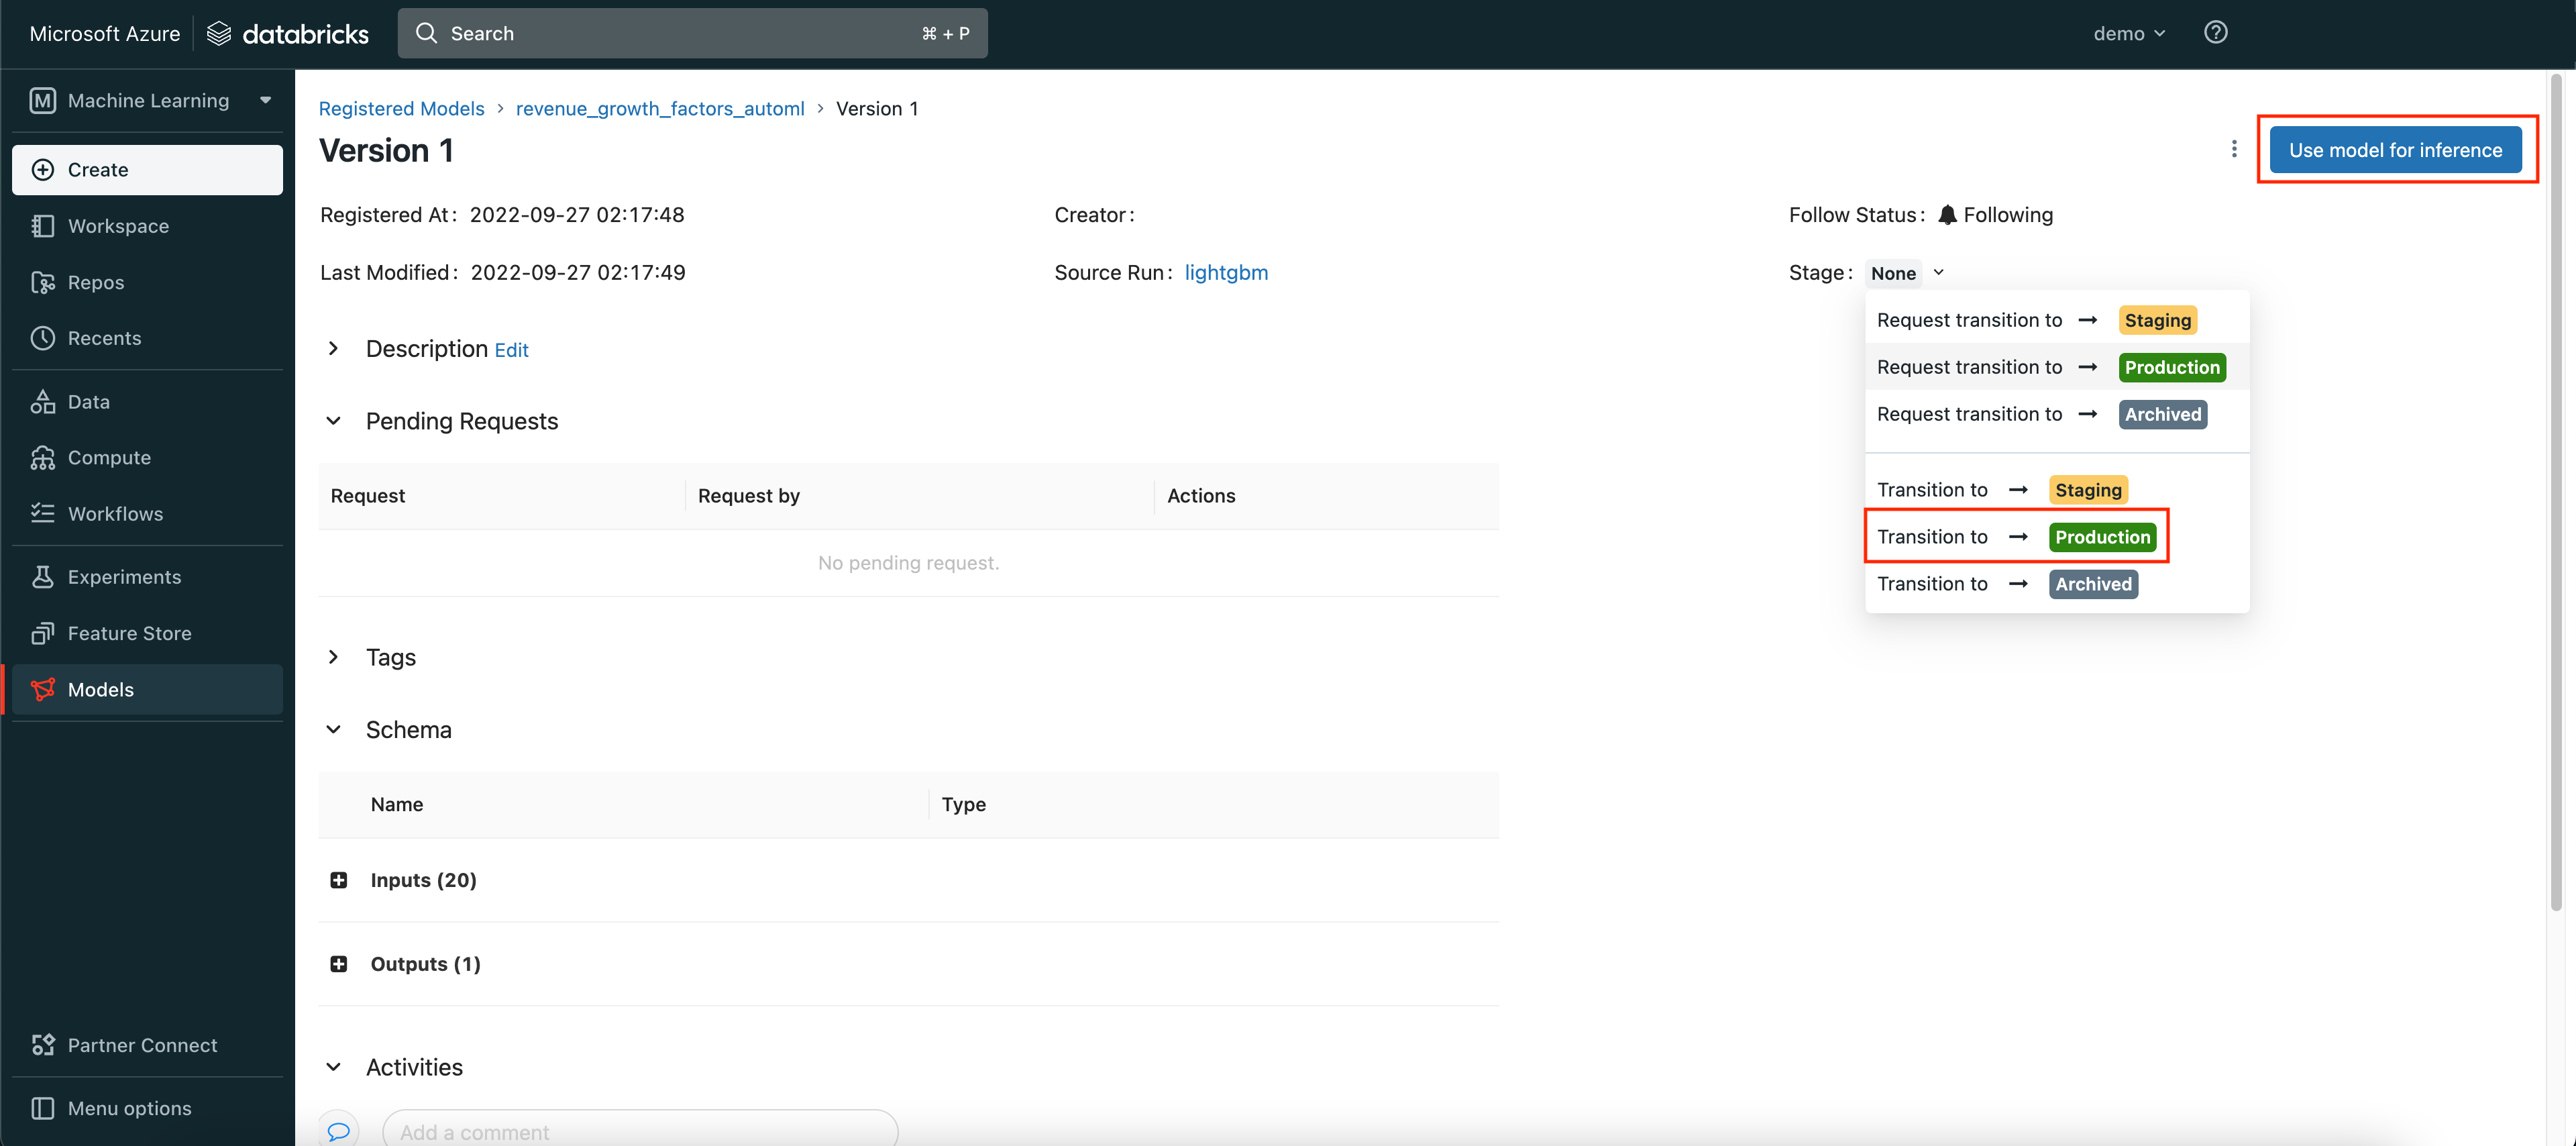 Microsoft Azure databricks Search ⌘ + P demo
M Machine Learning
Create
Workspace
Repos
Recents
Data
Compute
Workflows
Experiments
Feature Store
Models
Partner Connect
Menu options
Registered Models > revenue_growth_factors_automl > Version 1
Version 1
Use model for inference
Registered At: 2022-09-27 02:17:48
Creator:
Follow Status: Following
Last Modified: 2022-09-27 02:17:49
Source Run: lightgbm
Stage: None
Request transition to → Staging
Request transition to → Production
Request transition to → Archived
Transition to → Staging
Transition to → Production
Transition to → Archived
Description Edit
Pending Requests
Request Request by Actions
No pending request.
Tags
Schema
Name Type
Inputs (20)
Outputs (1)
Activities
Add a comment